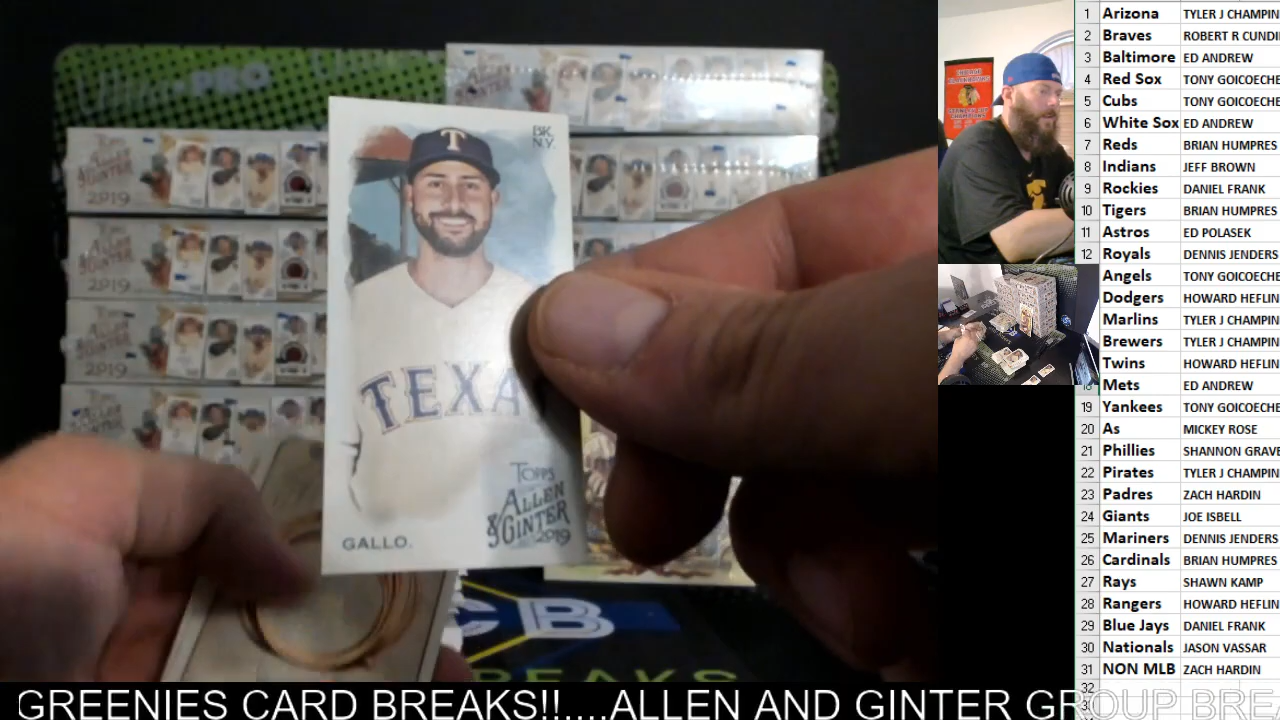 BK.
N.Y.
TEXA
TOPPS
ALLEN
& GINTER
2019
GALLO.
2019
2019
2019
CB
BREAKS
1 Arizona TYLER J CHAMPIN
2 Braves ROBERT R CUNDI
3 Baltimore ED ANDREW
4 Red Sox TONY GOICOECHE
5 Cubs TONY GOICOECHE
6 White Sox ED ANDREW
7 Reds BRIAN HUMPRES
8 Indians JEFF BROWN
9 Rockies DANIEL FRANK
10 Tigers BRIAN HUMPRES
11 Astros ED POLASEK
12 Royals DENNIS JENDERS
Angels TONY GOICOECHE
Dodgers HOWARD HEFLIN
Marlins TYLER J CHAMPIN
Brewers TYLER J CHAMPIN
Twins HOWARD HEFLIN
Mets ED ANDREW
19 Yankees TONY GOICOECHE
20 As MICKEY ROSE
21 Phillies SHANNON GRAVE
22 Pirates TYLER J CHAMPIN
23 Padres ZACH HARDIN
24 Giants JOE ISBELL
25 Mariners DENNIS JENDERS
26 Cardinals BRIAN HUMPRES
27 Rays SHAWN KAMP
28 Rangers HOWARD HEFLIN
29 Blue Jays DANIEL FRANK
30 Nationals JASON VASSAR
31 NON MLB ZACH HARDIN
32
GREENIES CARD BREAKS!!....ALLEN AND GINTER GROUP BREA